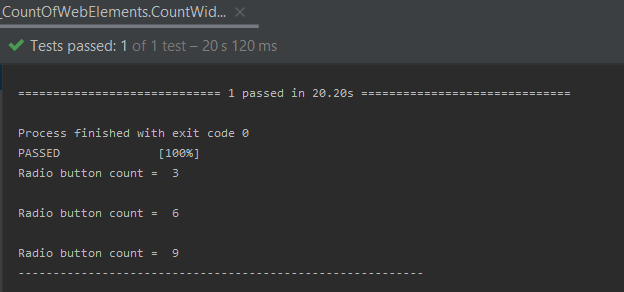 _CountOfWebElements.CountWid...
Tests passed: 1 of 1 test – 20 s 120 ms
============================= 1 passed in 20.20s ==============================
Process finished with exit code 0
PASSED [100%]
Radio button count = 3
Radio button count = 6
Radio button count = 9
----------------------------------------------------------